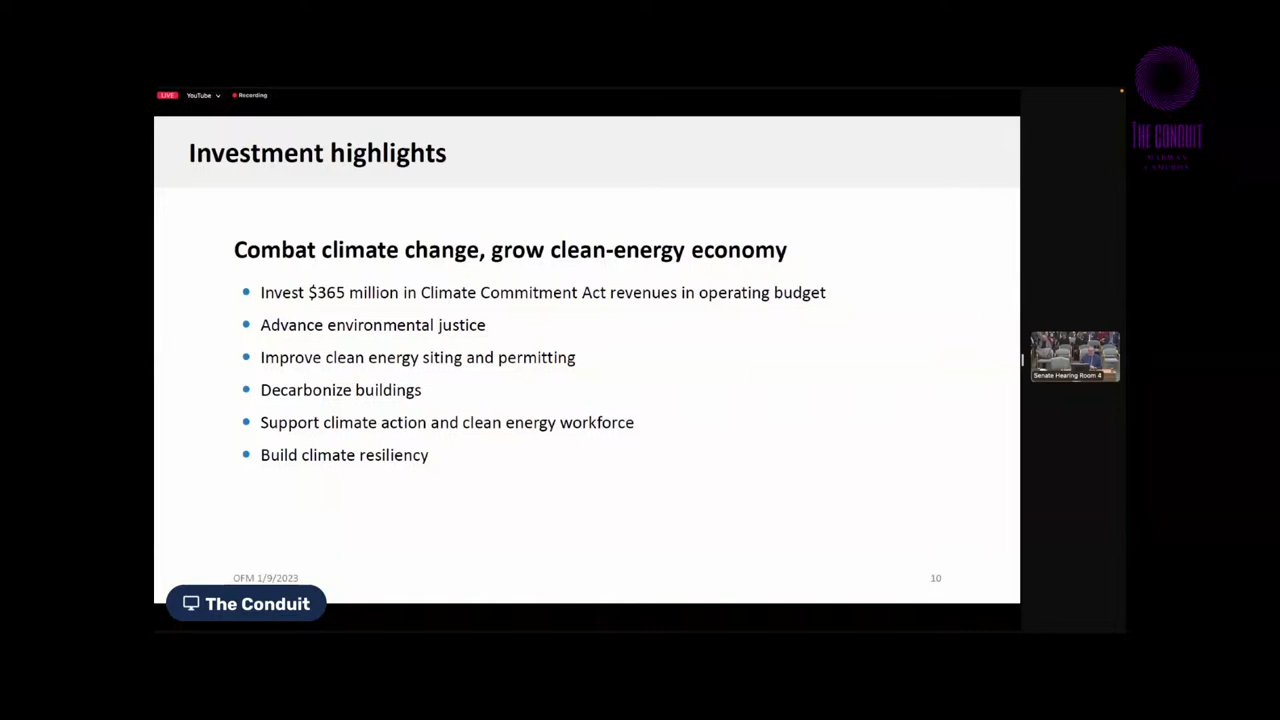 LIVE YouTube Recording
THE CONDUIT
Investment highlights
Combat climate change, grow clean-energy economy
Invest $365 million in Climate Commitment Act revenues in operating budget
Advance environmental justice
Improve clean energy siting and permitting
Decarbonize buildings
Support climate action and clean energy workforce
Build climate resiliency
Senate Hearing Room 4
OFM 1/9/2023
10
The Conduit